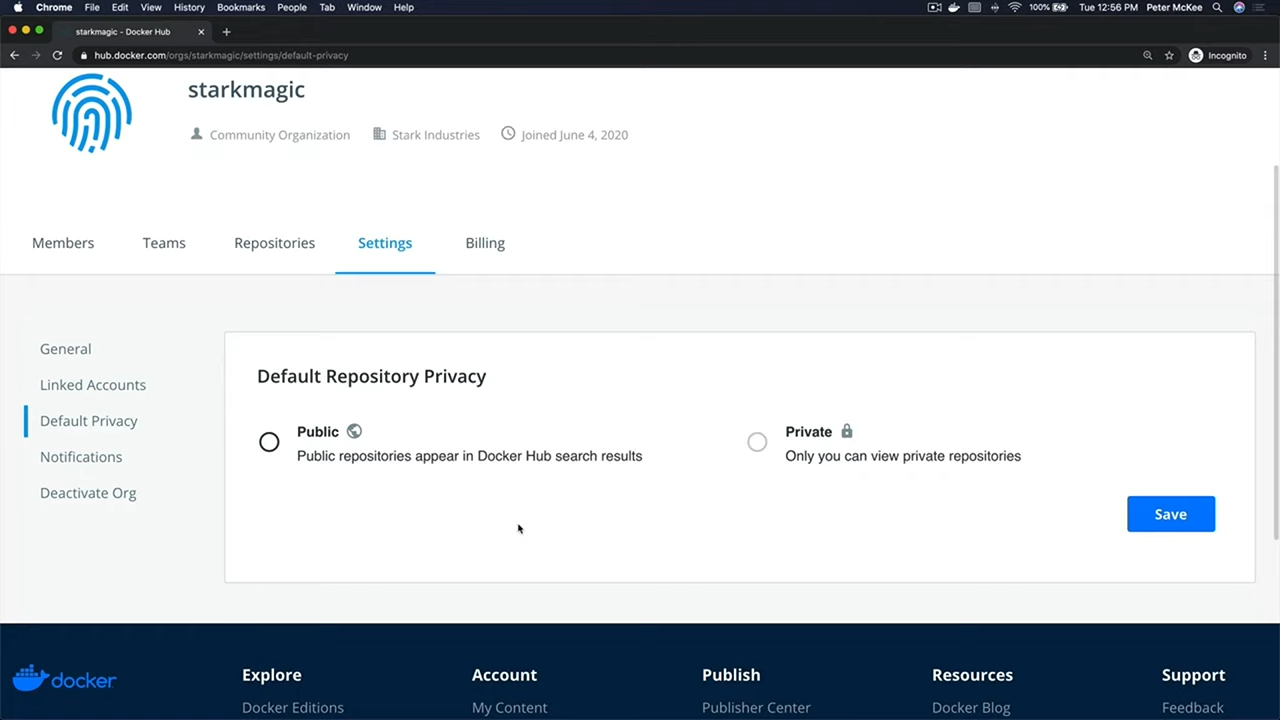 Chrome File Edit View History Bookmarks People Tab Window Help 100% Tue 12:56 PM Peter McKee
starkmagic - Docker Hub
hub.docker.com/orgs/starkmagic/settings/default-privacy Incognito
starkmagic
Community Organization Stark Industries Joined June 4, 2020
Members Teams Repositories Settings Billing
General
Linked Accounts
Default Privacy
Notifications
Deactivate Org
Default Repository Privacy
Public
Public repositories appear in Docker Hub search results
Private
Only you can view private repositories
Save
docker
Explore Account Publish Resources Support
Docker Editions My Content Publisher Center Docker Blog Feedback